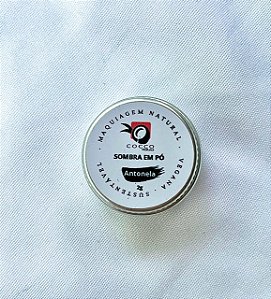 · MAQUIAGEM NATURAL · VEGANA · SUSTENTÁVEL
COCCO
SOMBRA EM PÓ
Antonela
2g